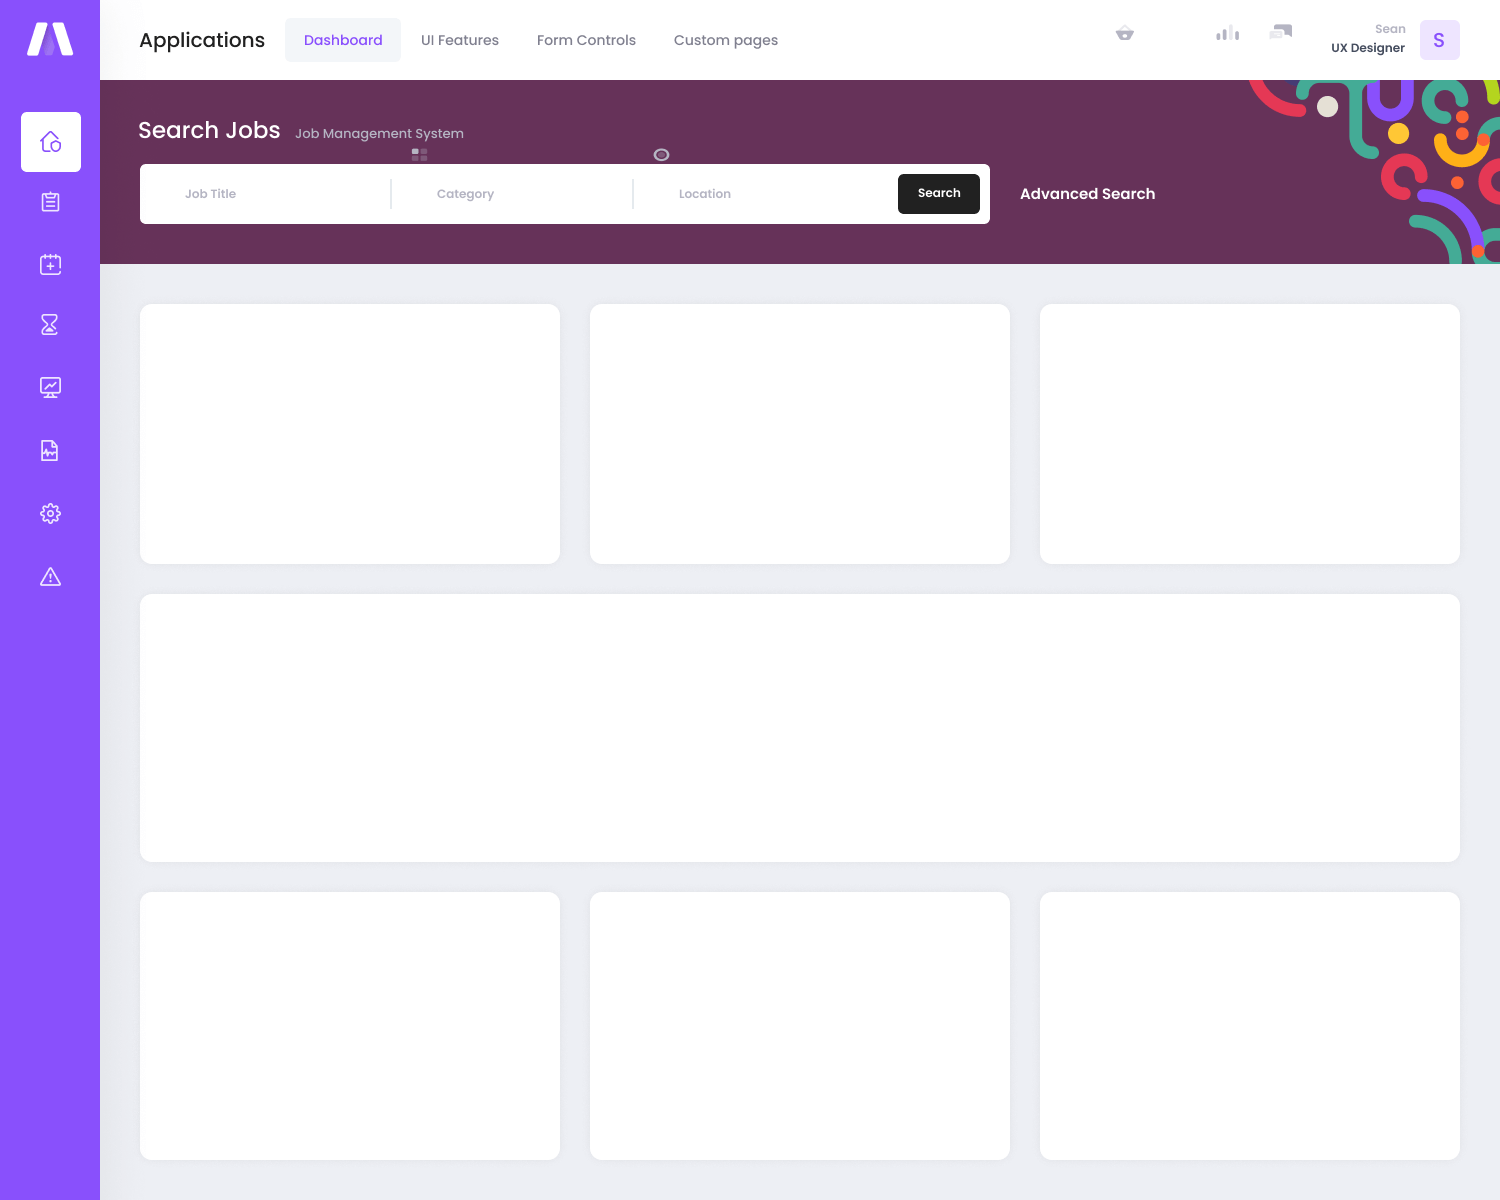 Applications
Dashboard
UI Features
Form Controls
Custom pages
Sean
UX Designer
S
Search Jobs
Job Management System
Job Title
Category
Location
Search
Advanced Search